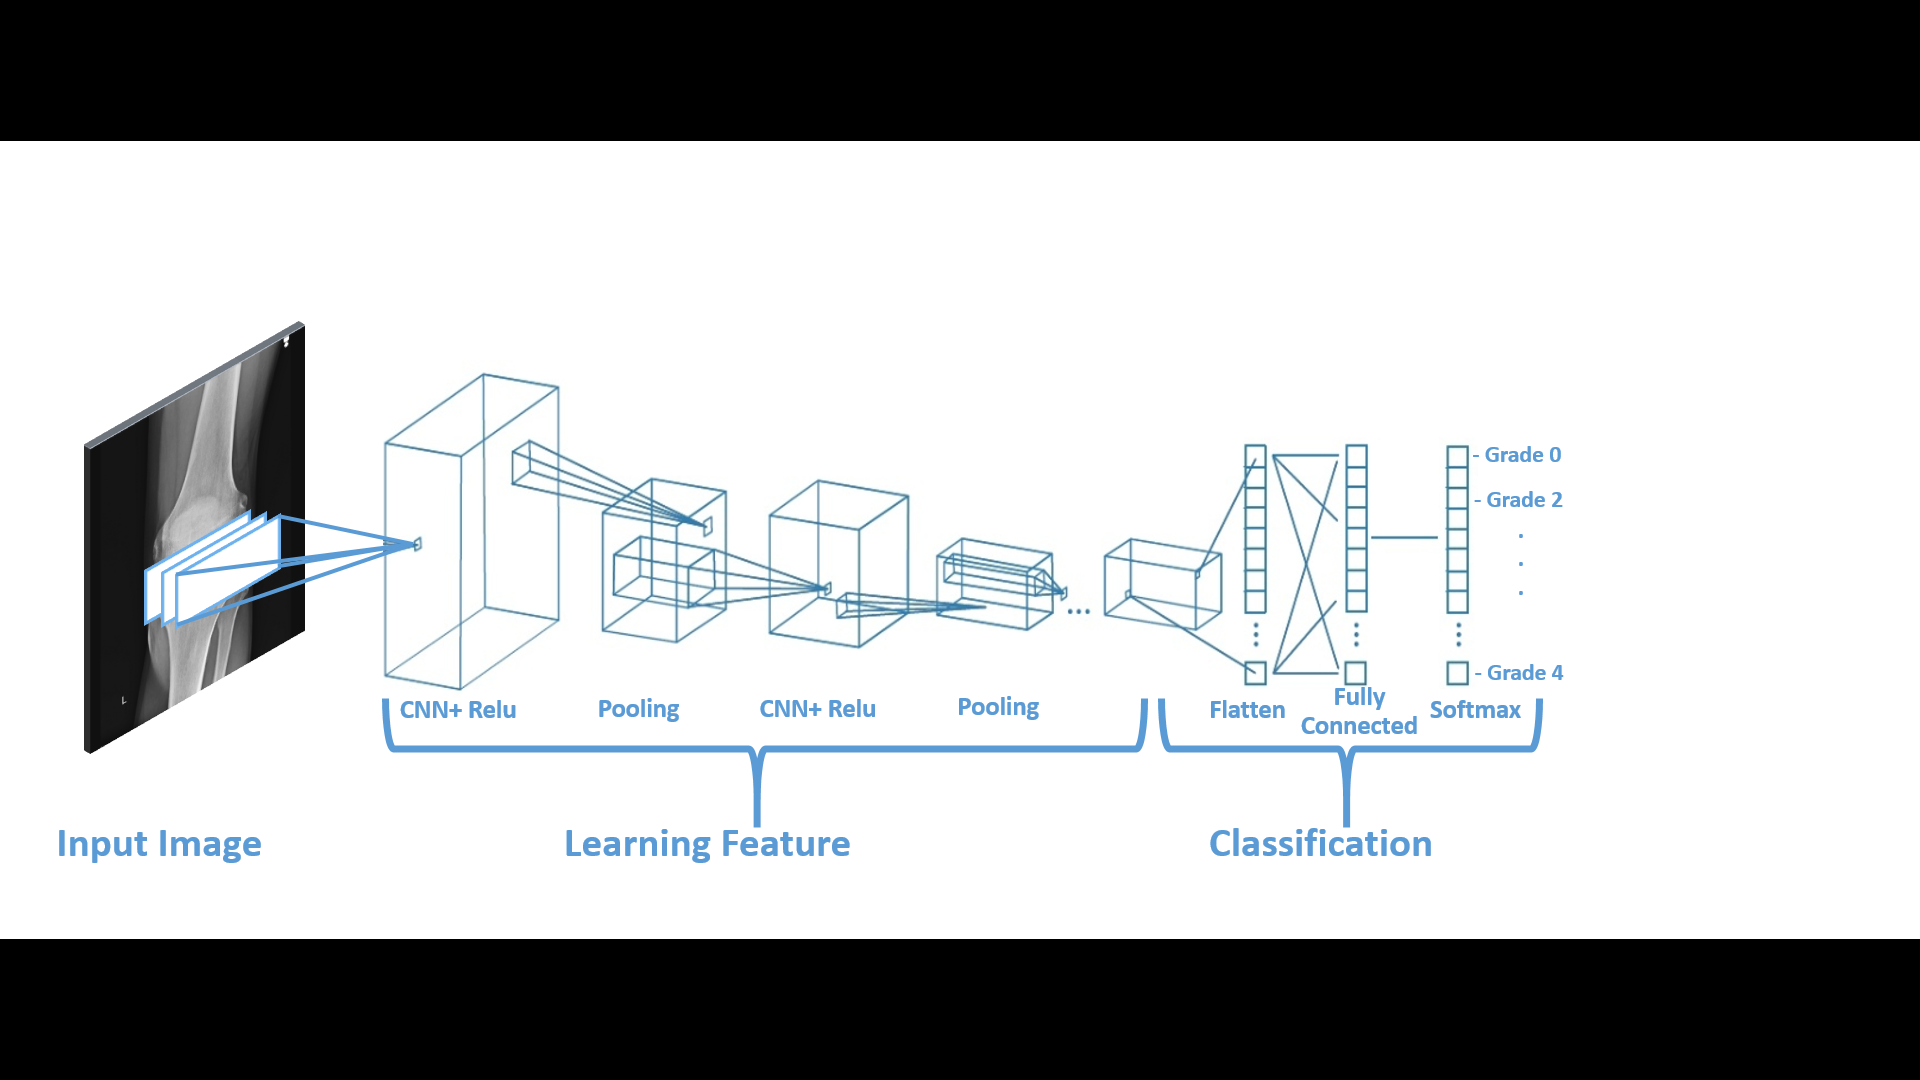 - Grade 0
- Grade 2
.
.
.
- Grade 4
L
CNN+ Relu
Pooling
CNN+ Relu
Pooling
Flatten
Fully
Connected
Softmax
Input Image
Learning Feature
Classification